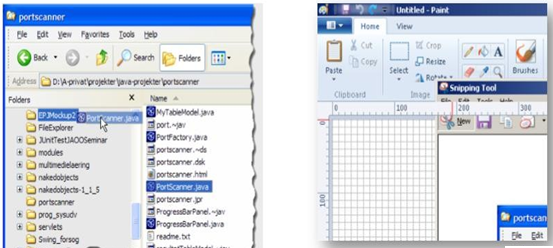 portscanner
File Edit View Favorites Tools Help
Back Search Folders
Address D:\A-privat\projekter\java-projekter\portscanner
Folders X Name
EPJMockup2 PortScanner.java
FileExplorer
JUnitTestJAOOSeminar
modules
multimedielaering
nakedobjects
nakedobjects-1_1_5
portscanner
prog_sysudv
servlets
Swing_forsog
MyTableModel.java
port.~jav
PortFactory.java
portscanner.~ds
portscanner.dsk
portscanner.html
PortScanner.java
portscanner.jpr
ProgressBarPanel.~jav
ProgressBarPanel.java
readme.txt
Untitled - Paint
Home View
Paste
Cut
Copy
Clipboard
Select
Crop
Resize
Rotate
Image
Brushes
Snipping Tool
File Edit Tools Help
New
0 100 200 300
0
100
portscan
File Edit